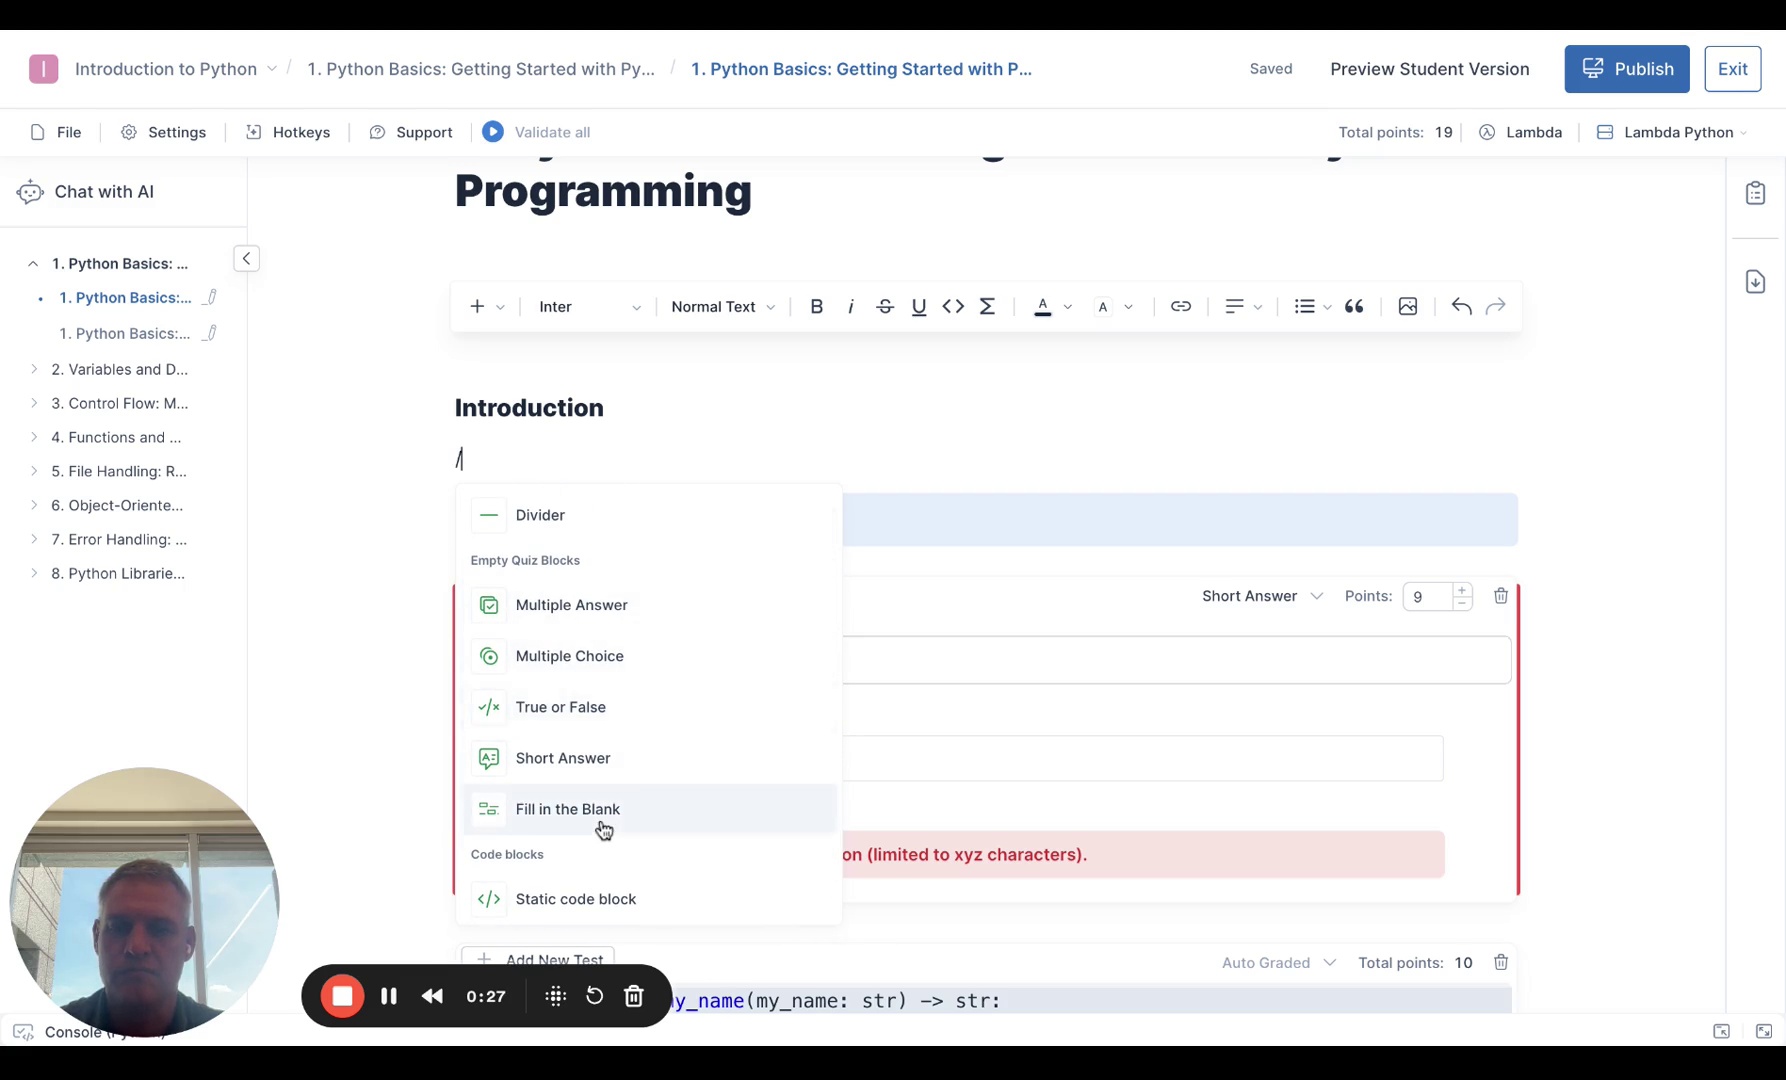 I
Introduction to Python / 1. Python Basics: Getting Started with Py... / 1. Python Basics: Getting Started with P...
Saved
Preview Student Version
Publish
Exit
File
Settings
Hotkeys
Support
Validate all
Total points: 19
Lambda
Lambda Python
Chat with AI
1. Python Basics: ...
1. Python Basics:...
1. Python Basics:...
2. Variables and D...
3. Control Flow: M...
4. Functions and ...
5. File Handling: R...
6. Object-Oriente...
7. Error Handling: ...
8. Python Librarie...
Programming
Inter
Normal Text
B i S U <> Σ A A
Introduction
/
Divider
Empty Quiz Blocks
Multiple Answer
Multiple Choice
True or False
Short Answer
Fill in the Blank
Code blocks
Static code block
Short Answer
Points: 9
on (limited to xyz characters).
Add New Test
Auto Graded
Total points: 10
my_name(my_name: str) -> str:
0:27
Console